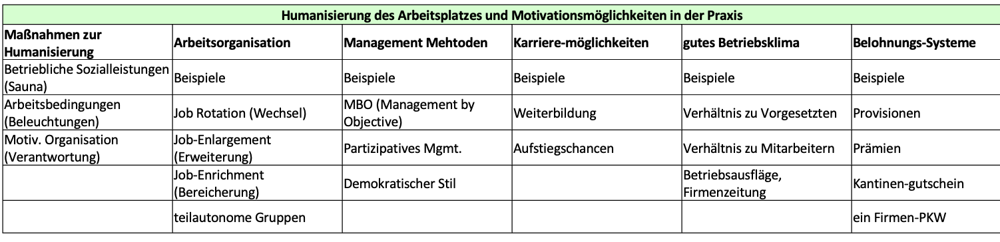 Humanisierung des Arbeitsplatzes und Motivationsmöglichkeiten in der Praxis
Maßnahmen zur
Humanisierung
Arbeitsorganisation
Management Mehtoden
Karriere-möglichkeiten
gutes Betriebsklima
Belohnungs-Systeme
Betriebliche Sozialleistungen
(Sauna)
Beispiele
Beispiele
Beispiele
Beispiele
Beispiele
Arbeitsbedingungen
(Beleuchtungen)
Job Rotation (Wechsel)
MBO (Management by
Objective)
Weiterbildung
Verhältnis zu Vorgesetzten
Provisionen
Motiv. Organisation
(Verantwortung)
Job-Enlargement
(Erweiterung)
Partizipatives Mgmt.
Aufstiegschancen
Verhältnis zu Mitarbeitern
Prämien
Job-Enrichment
(Bereicherung)
Demokratischer Stil
Betriebsausfläge,
Firmenzeitung
Kantinen-gutschein
teilautonome Gruppen
ein Firmen-PKW